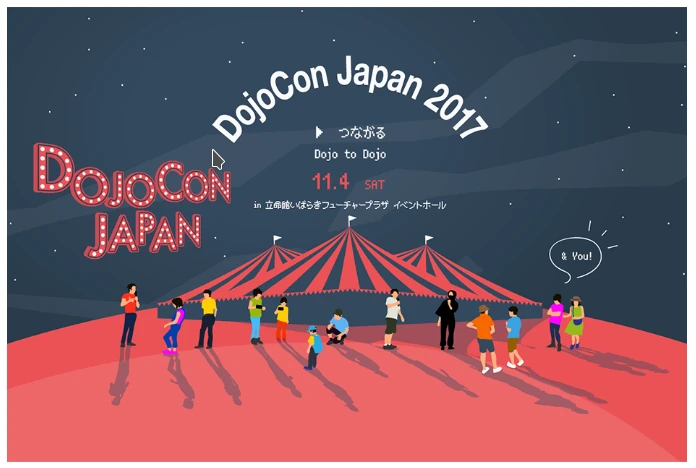 DojoCon Japan 2017
つながる
Dojo to Dojo
11.4 SAT
in 立命館いばらきフューチャープラザ イベントホール
DOJOCON
JAPAN
& You!